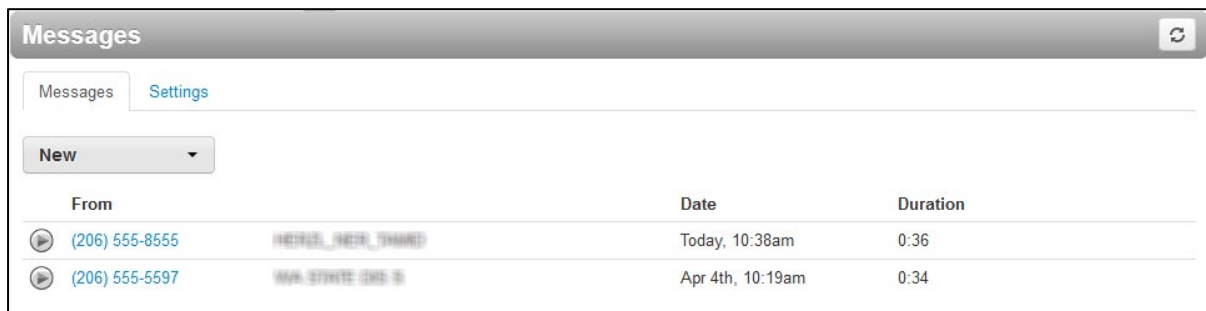 Messages
Messages Settings
New
From Date Duration
(206) 555-8555 Today, 10:38am 0:36
(206) 555-5597 Apr 4th, 10:19am 0:34